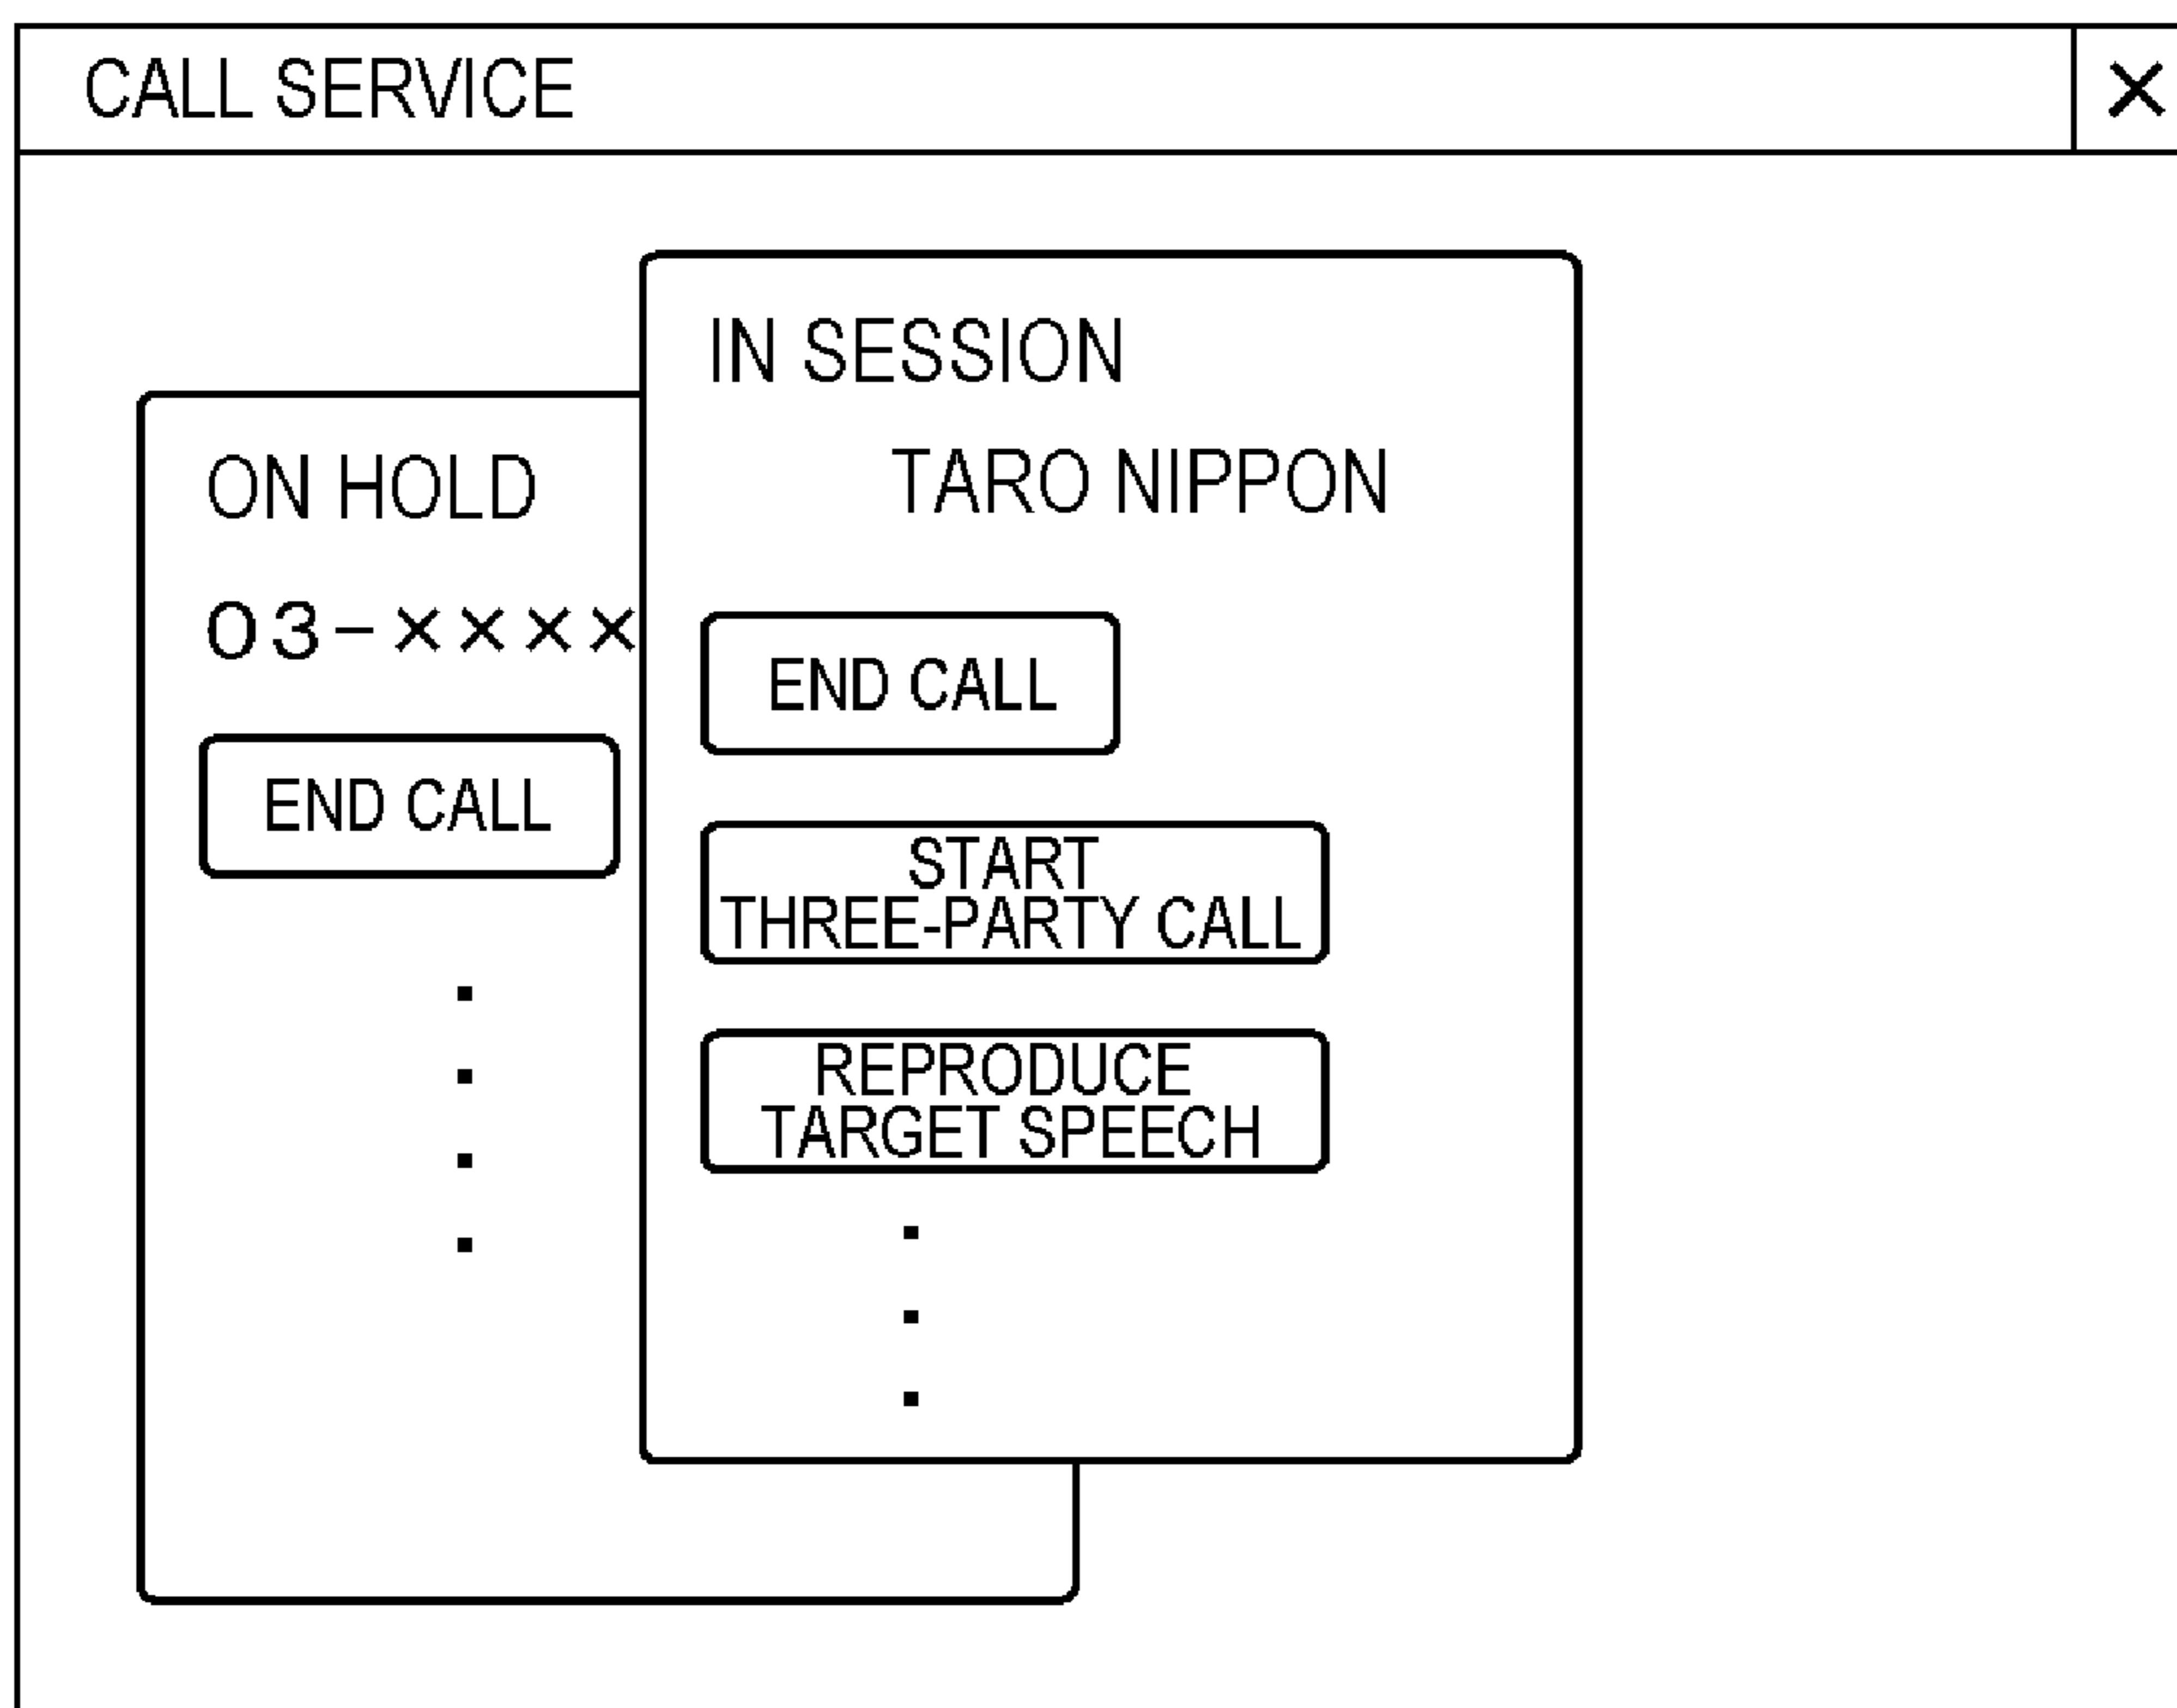 CALL SERVICE ×
IN SESSION
TARO NIPPON
END CALL
START
THREE-PARTY CALL
REPRODUCE
TARGET SPEECH
ON HOLD
03-××××
END CALL